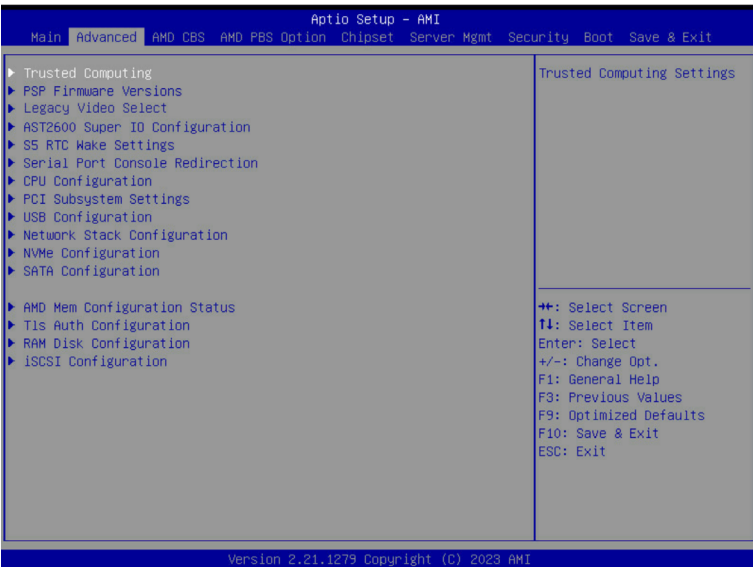 Aptio Setup – AMI
Main Advanced AMD CBS AMD PBS Option Chipset Server Mgmt Security Boot Save & Exit
Trusted Computing
PSP Firmware Versions
Legacy Video Select
AST2600 Super IO Configuration
S5 RTC Wake Settings
Serial Port Console Redirection
CPU Configuration
PCI Subsystem Settings
USB Configuration
Network Stack Configuration
NVMe Configuration
SATA Configuration
AMD Mem Configuration Status
Tls Auth Configuration
RAM Disk Configuration
iSCSI Configuration
Trusted Computing Settings
→←: Select Screen
↑↓: Select Item
Enter: Select
+/-: Change Opt.
F1: General Help
F3: Previous Values
F9: Optimized Defaults
F10: Save & Exit
ESC: Exit
Version 2.21.1279 Copyright (C) 2023 AMI